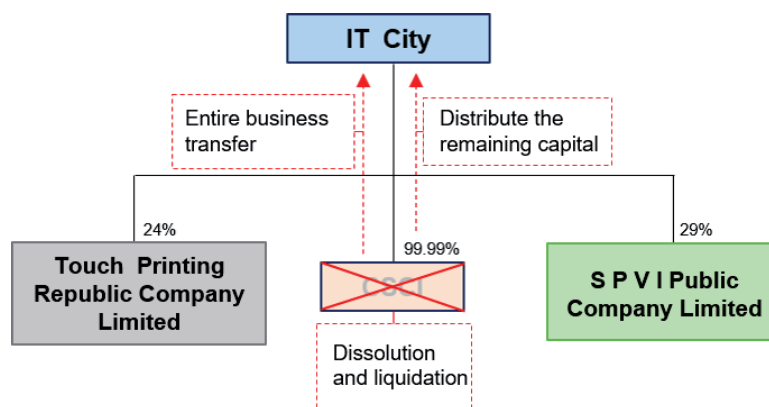 IT City
Entire business
transfer
Distribute the
remaining capital
24%
99.99%
29%
Touch Printing
Republic Company
Limited
CSCI
S P V I Public
Company Limited
Dissolution
and liquidation